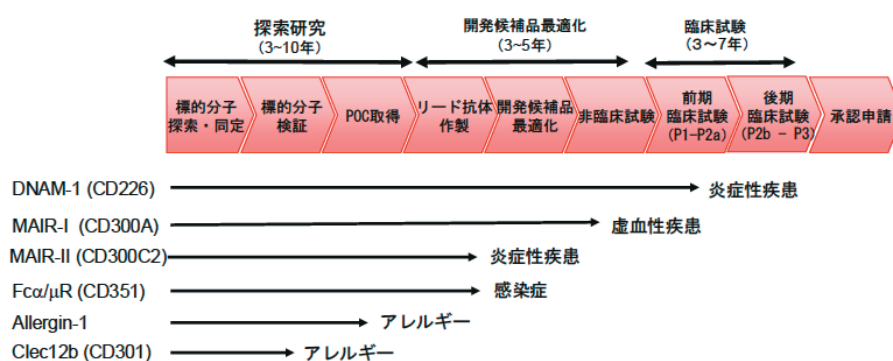 探索研究
(3~10年)
開発候補品最適化
(3~5年)
臨床試験
(3～7年)
標的分子
探索・同定
標的分子
検証
POC取得
リード抗体
作製
開発候補品
最適化
非臨床試験
前期
臨床試験
(P1-P2a)
後期
臨床試験
(P2b - P3)
承認申請
DNAM-1 (CD226)
炎症性疾患
MAIR-I (CD300A)
虚血性疾患
MAIR-II (CD300C2)
炎症性疾患
Fcα/μR (CD351)
感染症
Allergin-1
アレルギー
Clec12b (CD301)
アレルギー